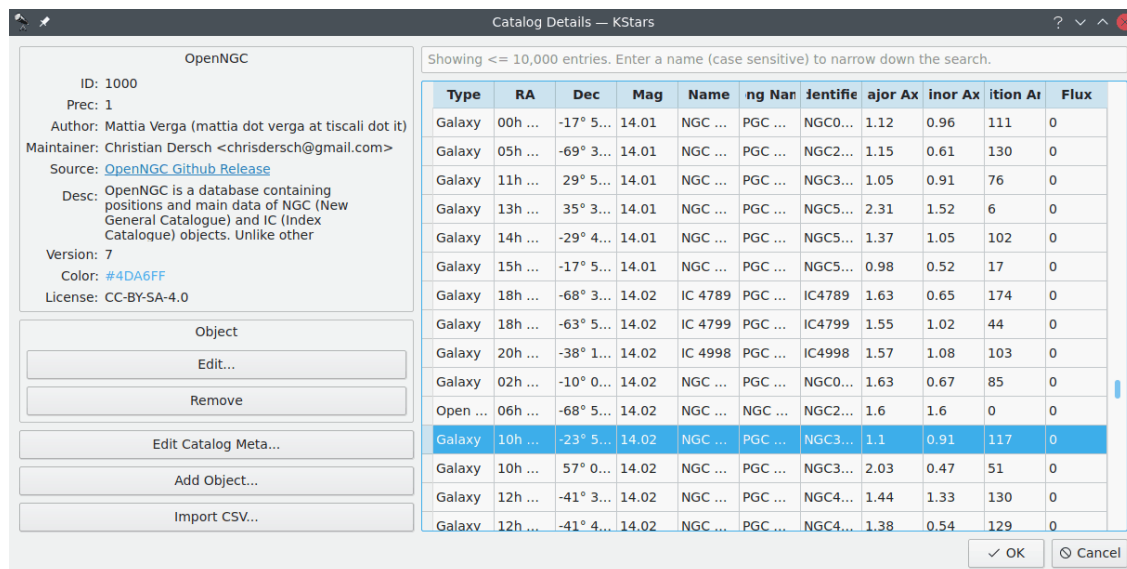 Catalog Details — KStars
OpenNGC
ID: 1000
Prec: 1
Author: Mattia Verga (mattia dot verga at tiscali dot it)
Maintainer: Christian Dersch <chrisdersch@gmail.com>
Source: OpenNGC Github Release
Desc: OpenNGC is a database containing
positions and main data of NGC (New
General Catalogue) and IC (Index
Catalogue) objects. Unlike other
Version: 7
Color: #4DA6FF
License: CC-BY-SA-4.0
Object
Edit...
Remove
Edit Catalog Meta...
Add Object...
Import CSV...
Showing <= 10,000 entries. Enter a name (case sensitive) to narrow down the search.
Type RA Dec Mag Name ong Nan dentifie ajor Ax inor Ax ition Ar Flux
Galaxy 00h ... -17° 5... 14.01 NGC ... PGC ... NGC0... 1.12 0.96 111 0
Galaxy 05h ... -69° 3... 14.01 NGC ... PGC ... NGC2... 1.15 0.61 130 0
Galaxy 11h ... 29° 5... 14.01 NGC ... PGC ... NGC3... 1.05 0.91 76 0
Galaxy 13h ... 35° 3... 14.01 NGC ... PGC ... NGC5... 2.31 1.52 6 0
Galaxy 14h ... -29° 4... 14.01 NGC ... PGC ... NGC5... 1.37 1.05 102 0
Galaxy 15h ... -17° 5... 14.01 NGC ... PGC ... NGC5... 0.98 0.52 17 0
Galaxy 18h ... -68° 3... 14.02 IC 4789 PGC ... IC4789 1.63 0.65 174 0
Galaxy 18h ... -63° 5... 14.02 IC 4799 PGC ... IC4799 1.55 1.02 44 0
Galaxy 20h ... -38° 1... 14.02 IC 4998 PGC ... IC4998 1.57 1.08 103 0
Galaxy 02h ... -10° 0... 14.02 NGC ... PGC ... NGC0... 1.63 0.67 85 0
Open ... 06h ... -68° 5... 14.02 NGC ... NGC ... NGC2... 1.6 1.6 0 0
Galaxy 10h ... -23° 5... 14.02 NGC ... PGC ... NGC3... 1.1 0.91 117 0
Galaxy 10h ... 57° 0... 14.02 NGC ... PGC ... NGC3... 2.03 0.47 51 0
Galaxy 12h ... -41° 3... 14.02 NGC ... PGC ... NGC4... 1.44 1.33 130 0
Galaxy 12h ... -41° 4... 14.02 NGC ... PGC ... NGC4... 1.38 0.54 129 0
OK Cancel